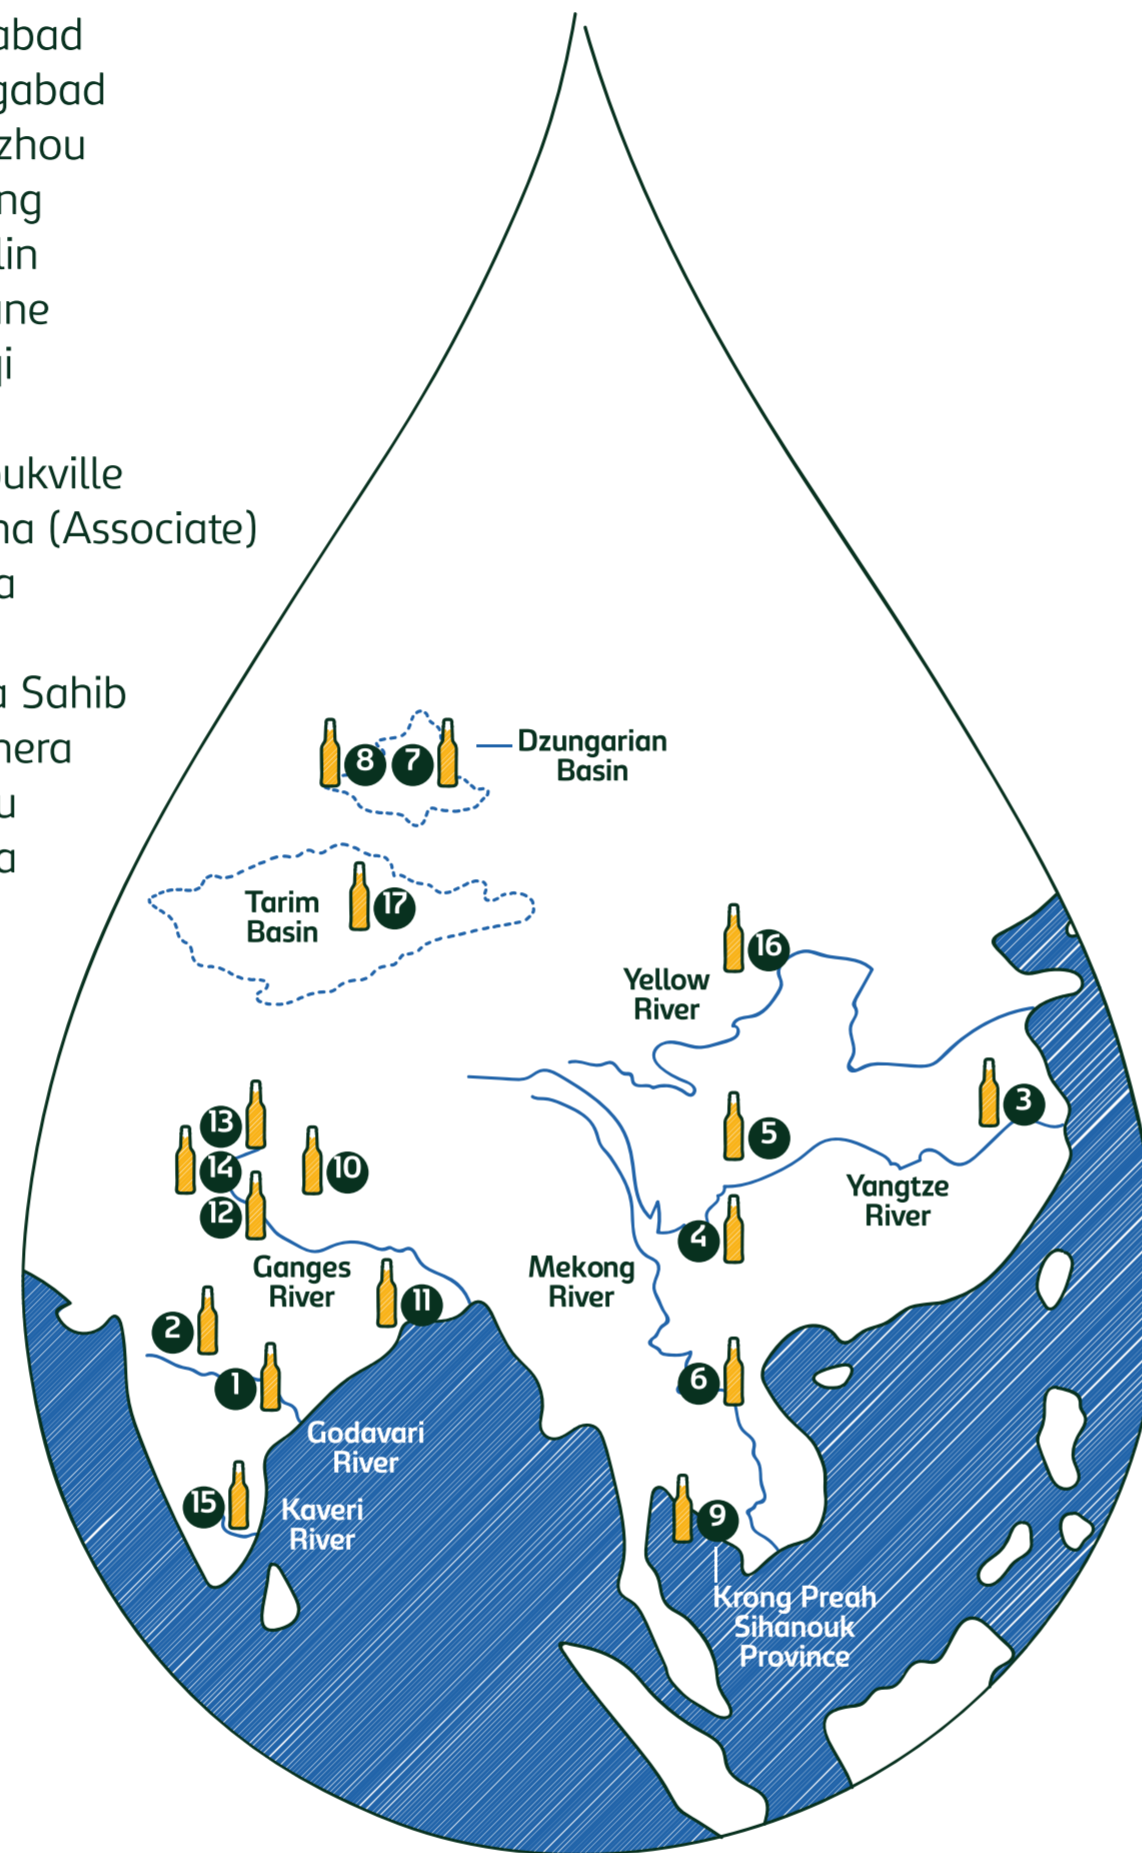 abad
gabad
zhou
ng
lin
ne
i
oukville
na (Associate)
a
a Sahib
nera
u
a
8
7
Dzungarian
Basin
Tarim
Basin
17
16
Yellow
River
3
13
5
14
10
Yangtze
River
12
4
Ganges
River
Mekong
River
11
2
6
1
Godavari
River
15
Kaveri
River
9
Krong Preah
Sihanouk
Province